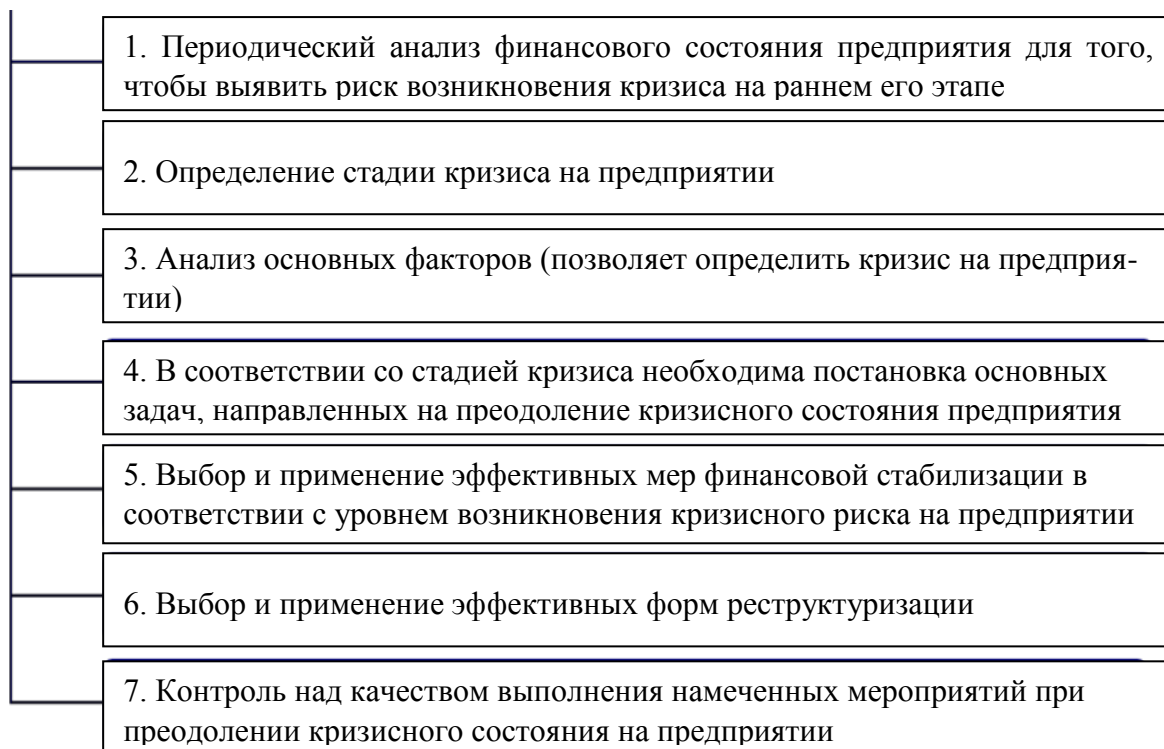 1. Периодический анализ финансового состояния предприятия для того,
чтобы выявить риск возникновения кризиса на раннем его этапе
2. Определение стадии кризиса на предприятии
3. Анализ основных факторов (позволяет определить кризис на предприя-
тии)
4. В соответствии со стадией кризиса необходима постановка основных
задач, направленных на преодоление кризисного состояния предприятия
5. Выбор и применение эффективных мер финансовой стабилизации в
соответствии с уровнем возникновения кризисного риска на предприятии
6. Выбор и применение эффективных форм реструктуризации
7. Контроль над качеством выполнения намеченных мероприятий при
преодолении кризисного состояния на предприятии